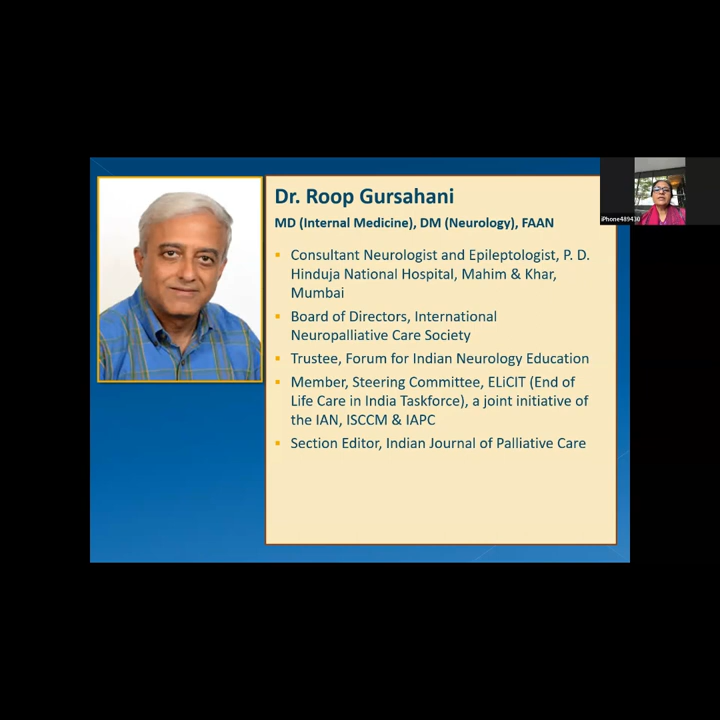 Dr. Roop Gursahani
MD (Internal Medicine), DM (Neurology), FAAN
Consultant Neurologist and Epileptologist, P. D.
Hinduja National Hospital, Mahim & Khar,
Mumbai
Board of Directors, International
Neuropalliative Care Society
Trustee, Forum for Indian Neurology Education
Member, Steering Committee, ELiCIT (End of
Life Care in India Taskforce), a joint initiative of
the IAN, ISCCM & IAPC
Section Editor, Indian Journal of Palliative Care
iPhone489430